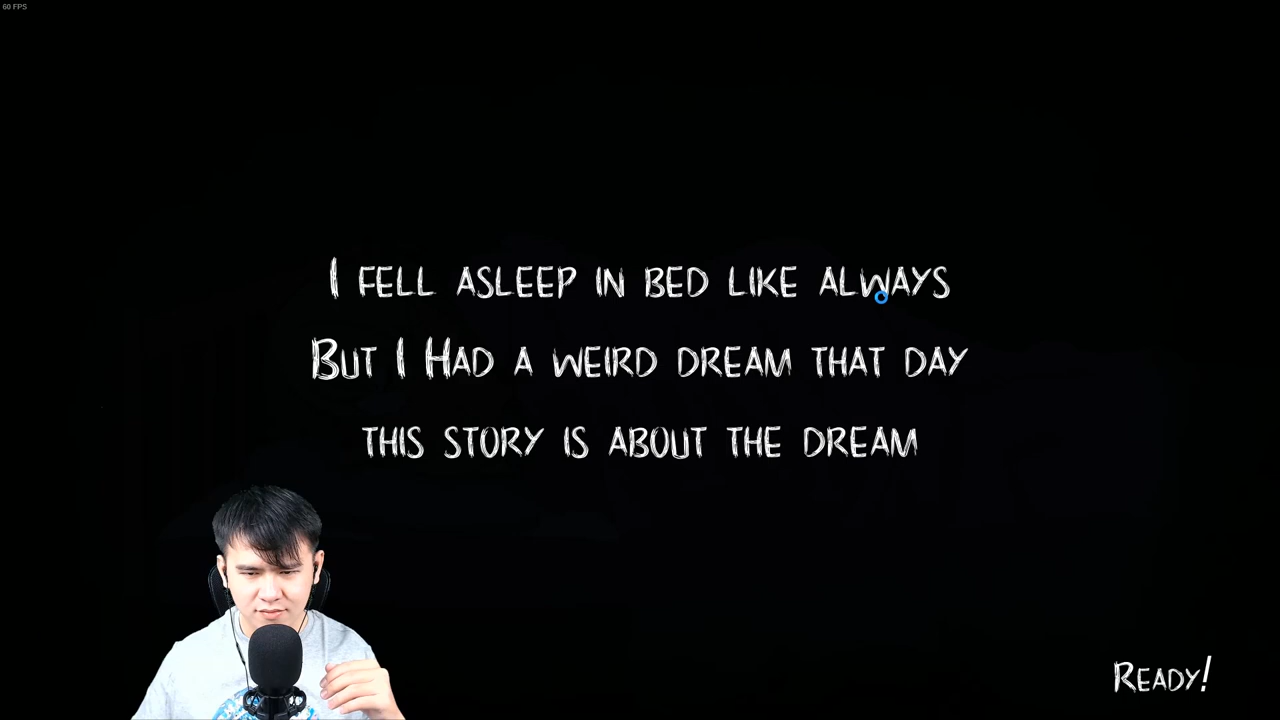 60 FPS
I FELL ASLEEP IN BED LIKE ALWAYS
BUT I HAD A WEIRD DREAM THAT DAY
THIS STORY IS ABOUT THE DREAM
READY!